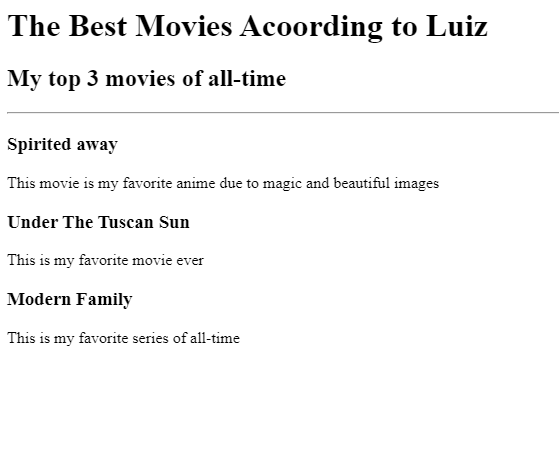 The Best Movies Acoording to Luiz
My top 3 movies of all-time
Spirited away
This movie is my favorite anime due to magic and beautiful images
Under The Tuscan Sun
This is my favorite movie ever
Modern Family
This is my favorite series of all-time